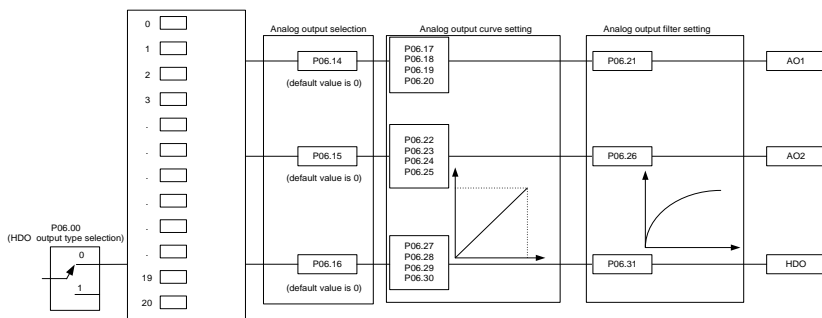 Analog output selection
Analog output curve setting
Analog output filter setting
0
1
2
3
.
.
.
.
.
.
19
20
P06.14
(default value is 0)
P06.17
P06.18
P06.19
P06.20
P06.21
AO1
P06.15
(default value is 0)
P06.22
P06.23
P06.24
P06.25
P06.26
AO2
P06.00
(HDO output type selection)
0
1
P06.16
(default value is 0)
P06.27
P06.28
P06.29
P06.30
P06.31
HDO